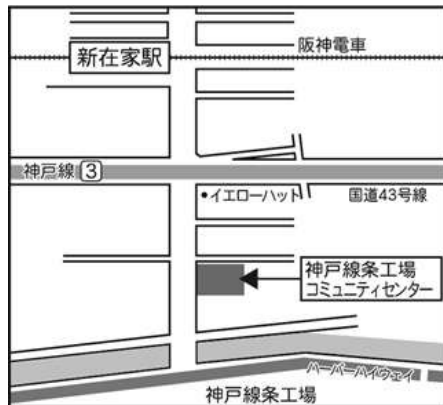 阪神電車
新在家駅
神戸線 3
•イエローハット
国道43号線
神戸線条工場
コミュニティセンター
ハーバーハイウェイ
神戸線条工場